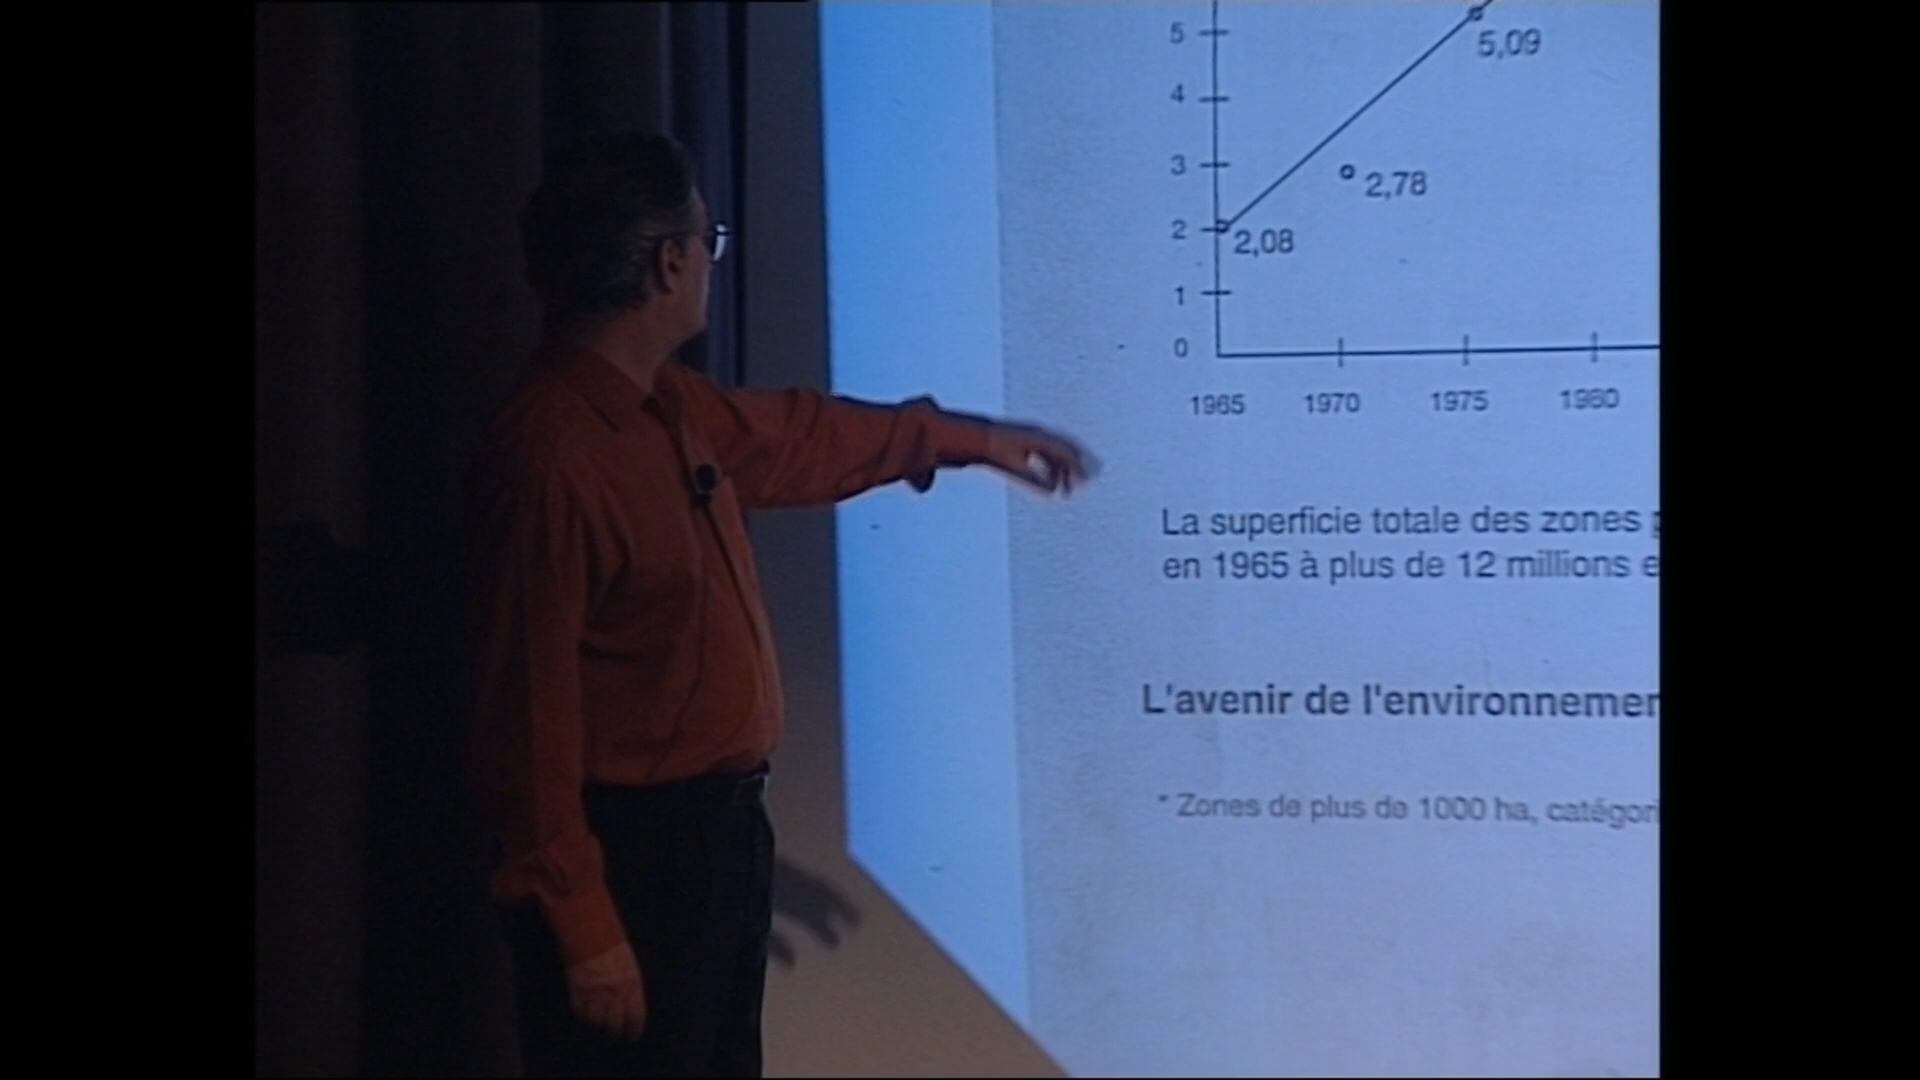 5
5,09
4
3
2,78
2
2,08
1
0
1965 1970 1975 1980
La superficie totale des zones
en 1965 à plus de 12 millions
L'avenir de l'environnemen
* Zones de plus de 1000 ha, catégori